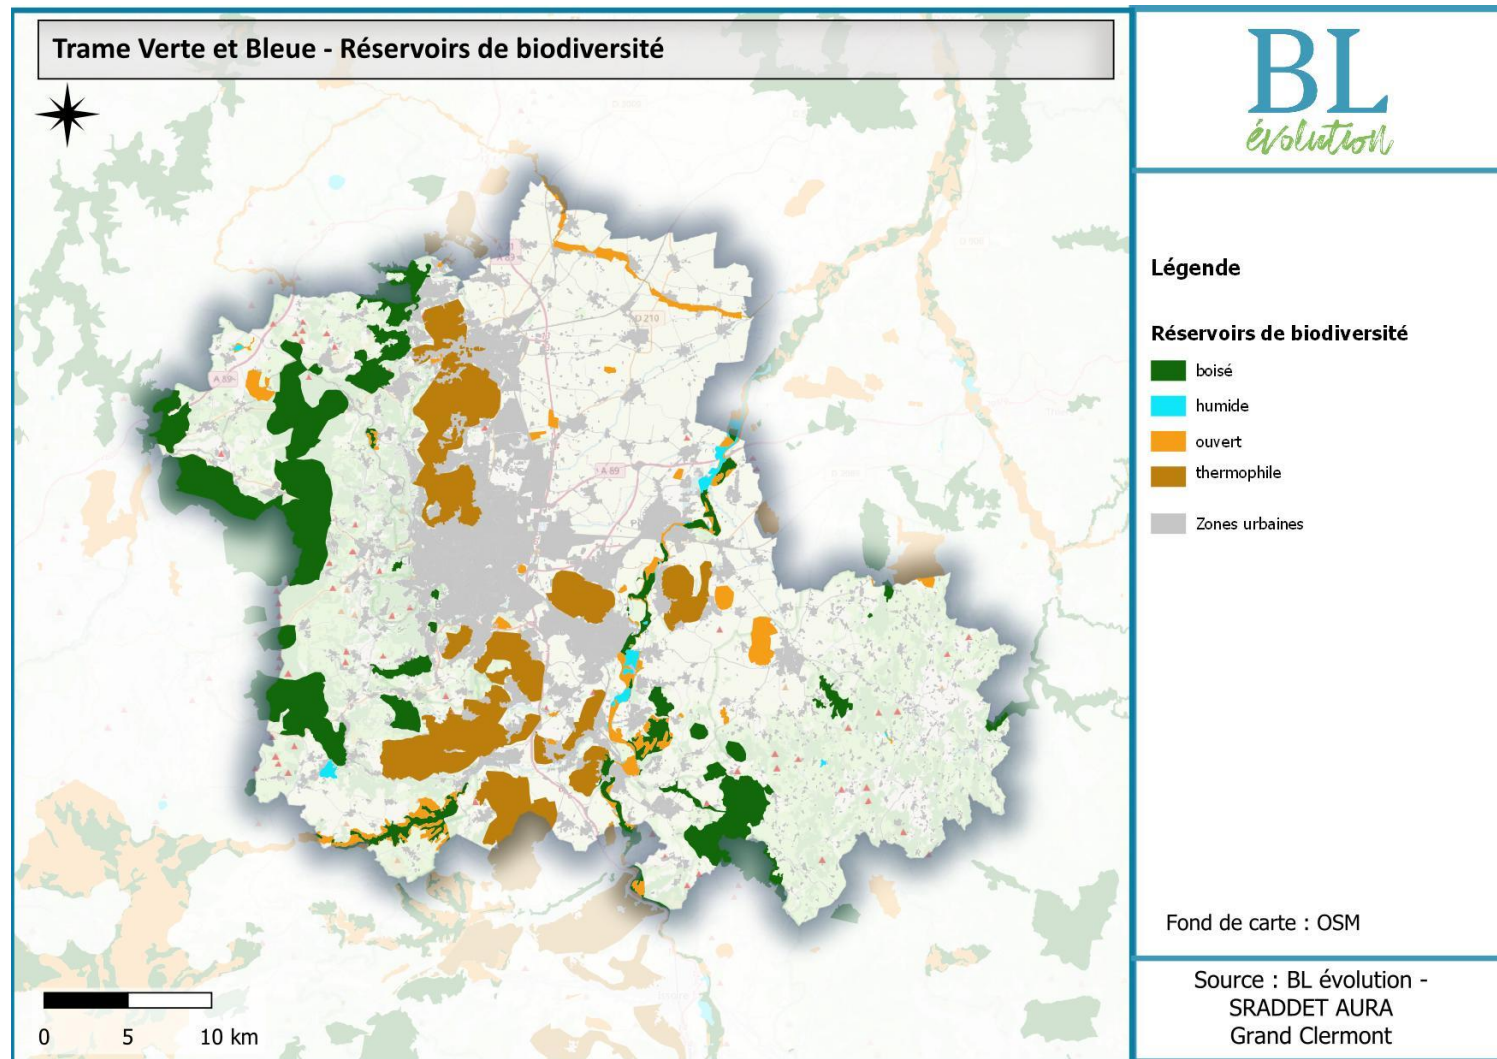 Trame Verte et Bleue - Réservoirs de biodiversité
BL
évolution
Légende
Réservoirs de biodiversité
boisé
humide
ouvert
thermophile
Zones urbaines
Fond de carte : OSM
Source : BL évolution -
SRADDET AURA
Grand Clermont
D 210
A 89
A 89
0 5 10 km